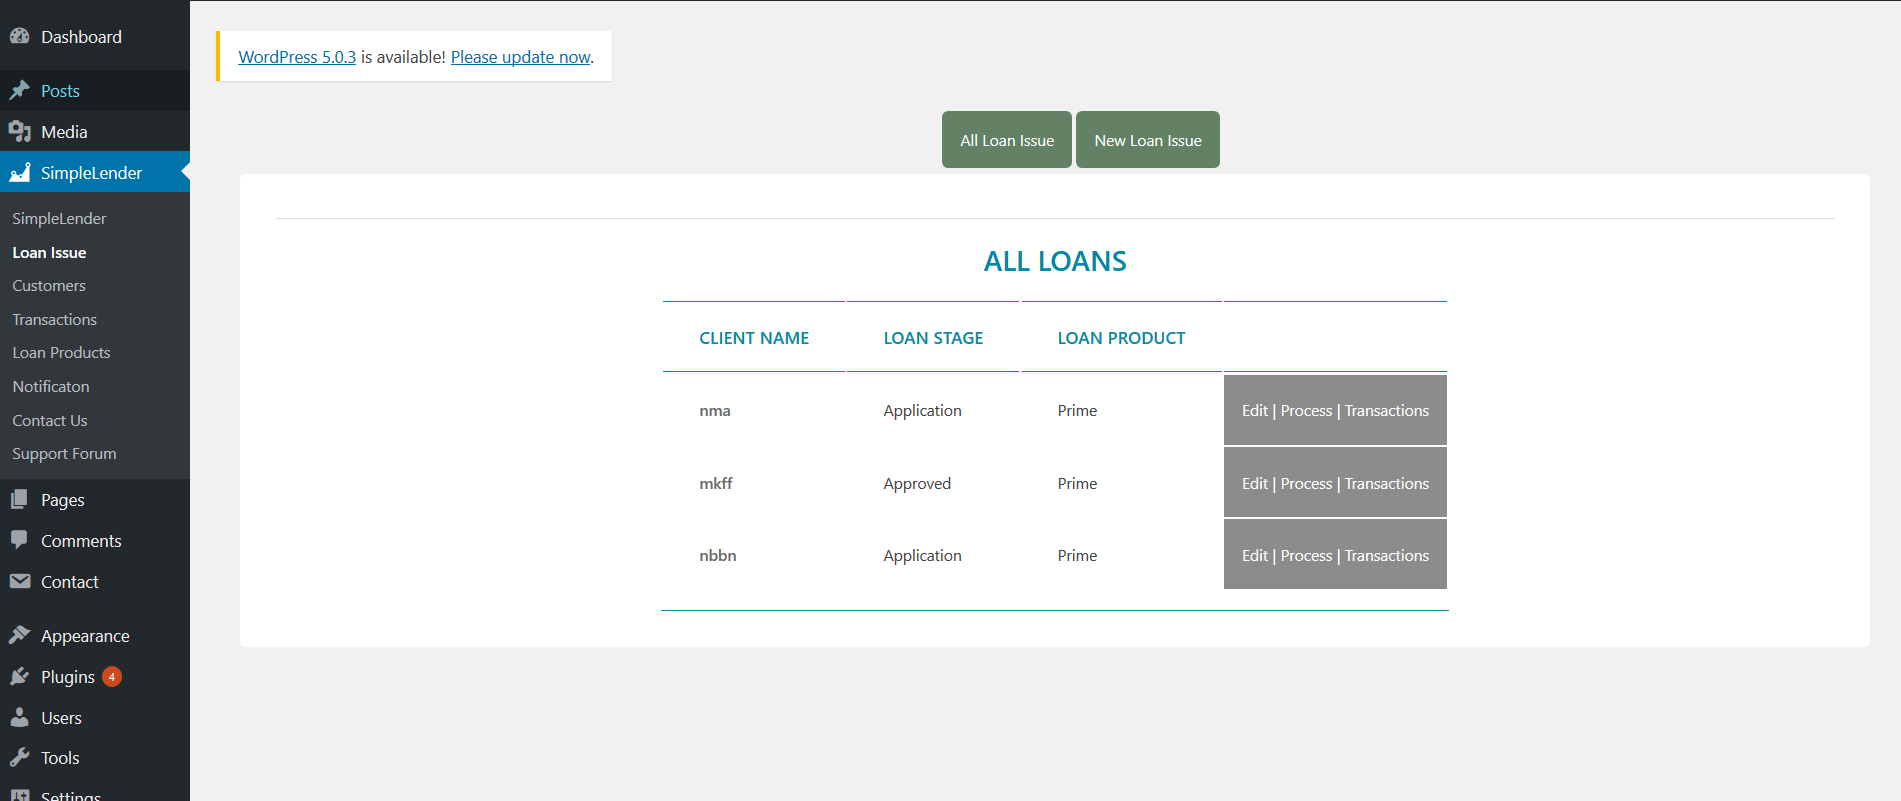 Dashboard
Posts
Media
SimpleLender
SimpleLender
Loan Issue
Customers
Transactions
Loan Products
Notificaton
Contact Us
Support Forum
Pages
Comments
Contact
Appearance
Plugins 4
Users
Tools
Settings
WordPress 5.0.3 is available! Please update now.
All Loan Issue New Loan Issue
ALL LOANS
CLIENT NAME LOAN STAGE LOAN PRODUCT
nma Application Prime Edit | Process | Transactions
mkff Approved Prime Edit | Process | Transactions
nbbn Application Prime Edit | Process | Transactions